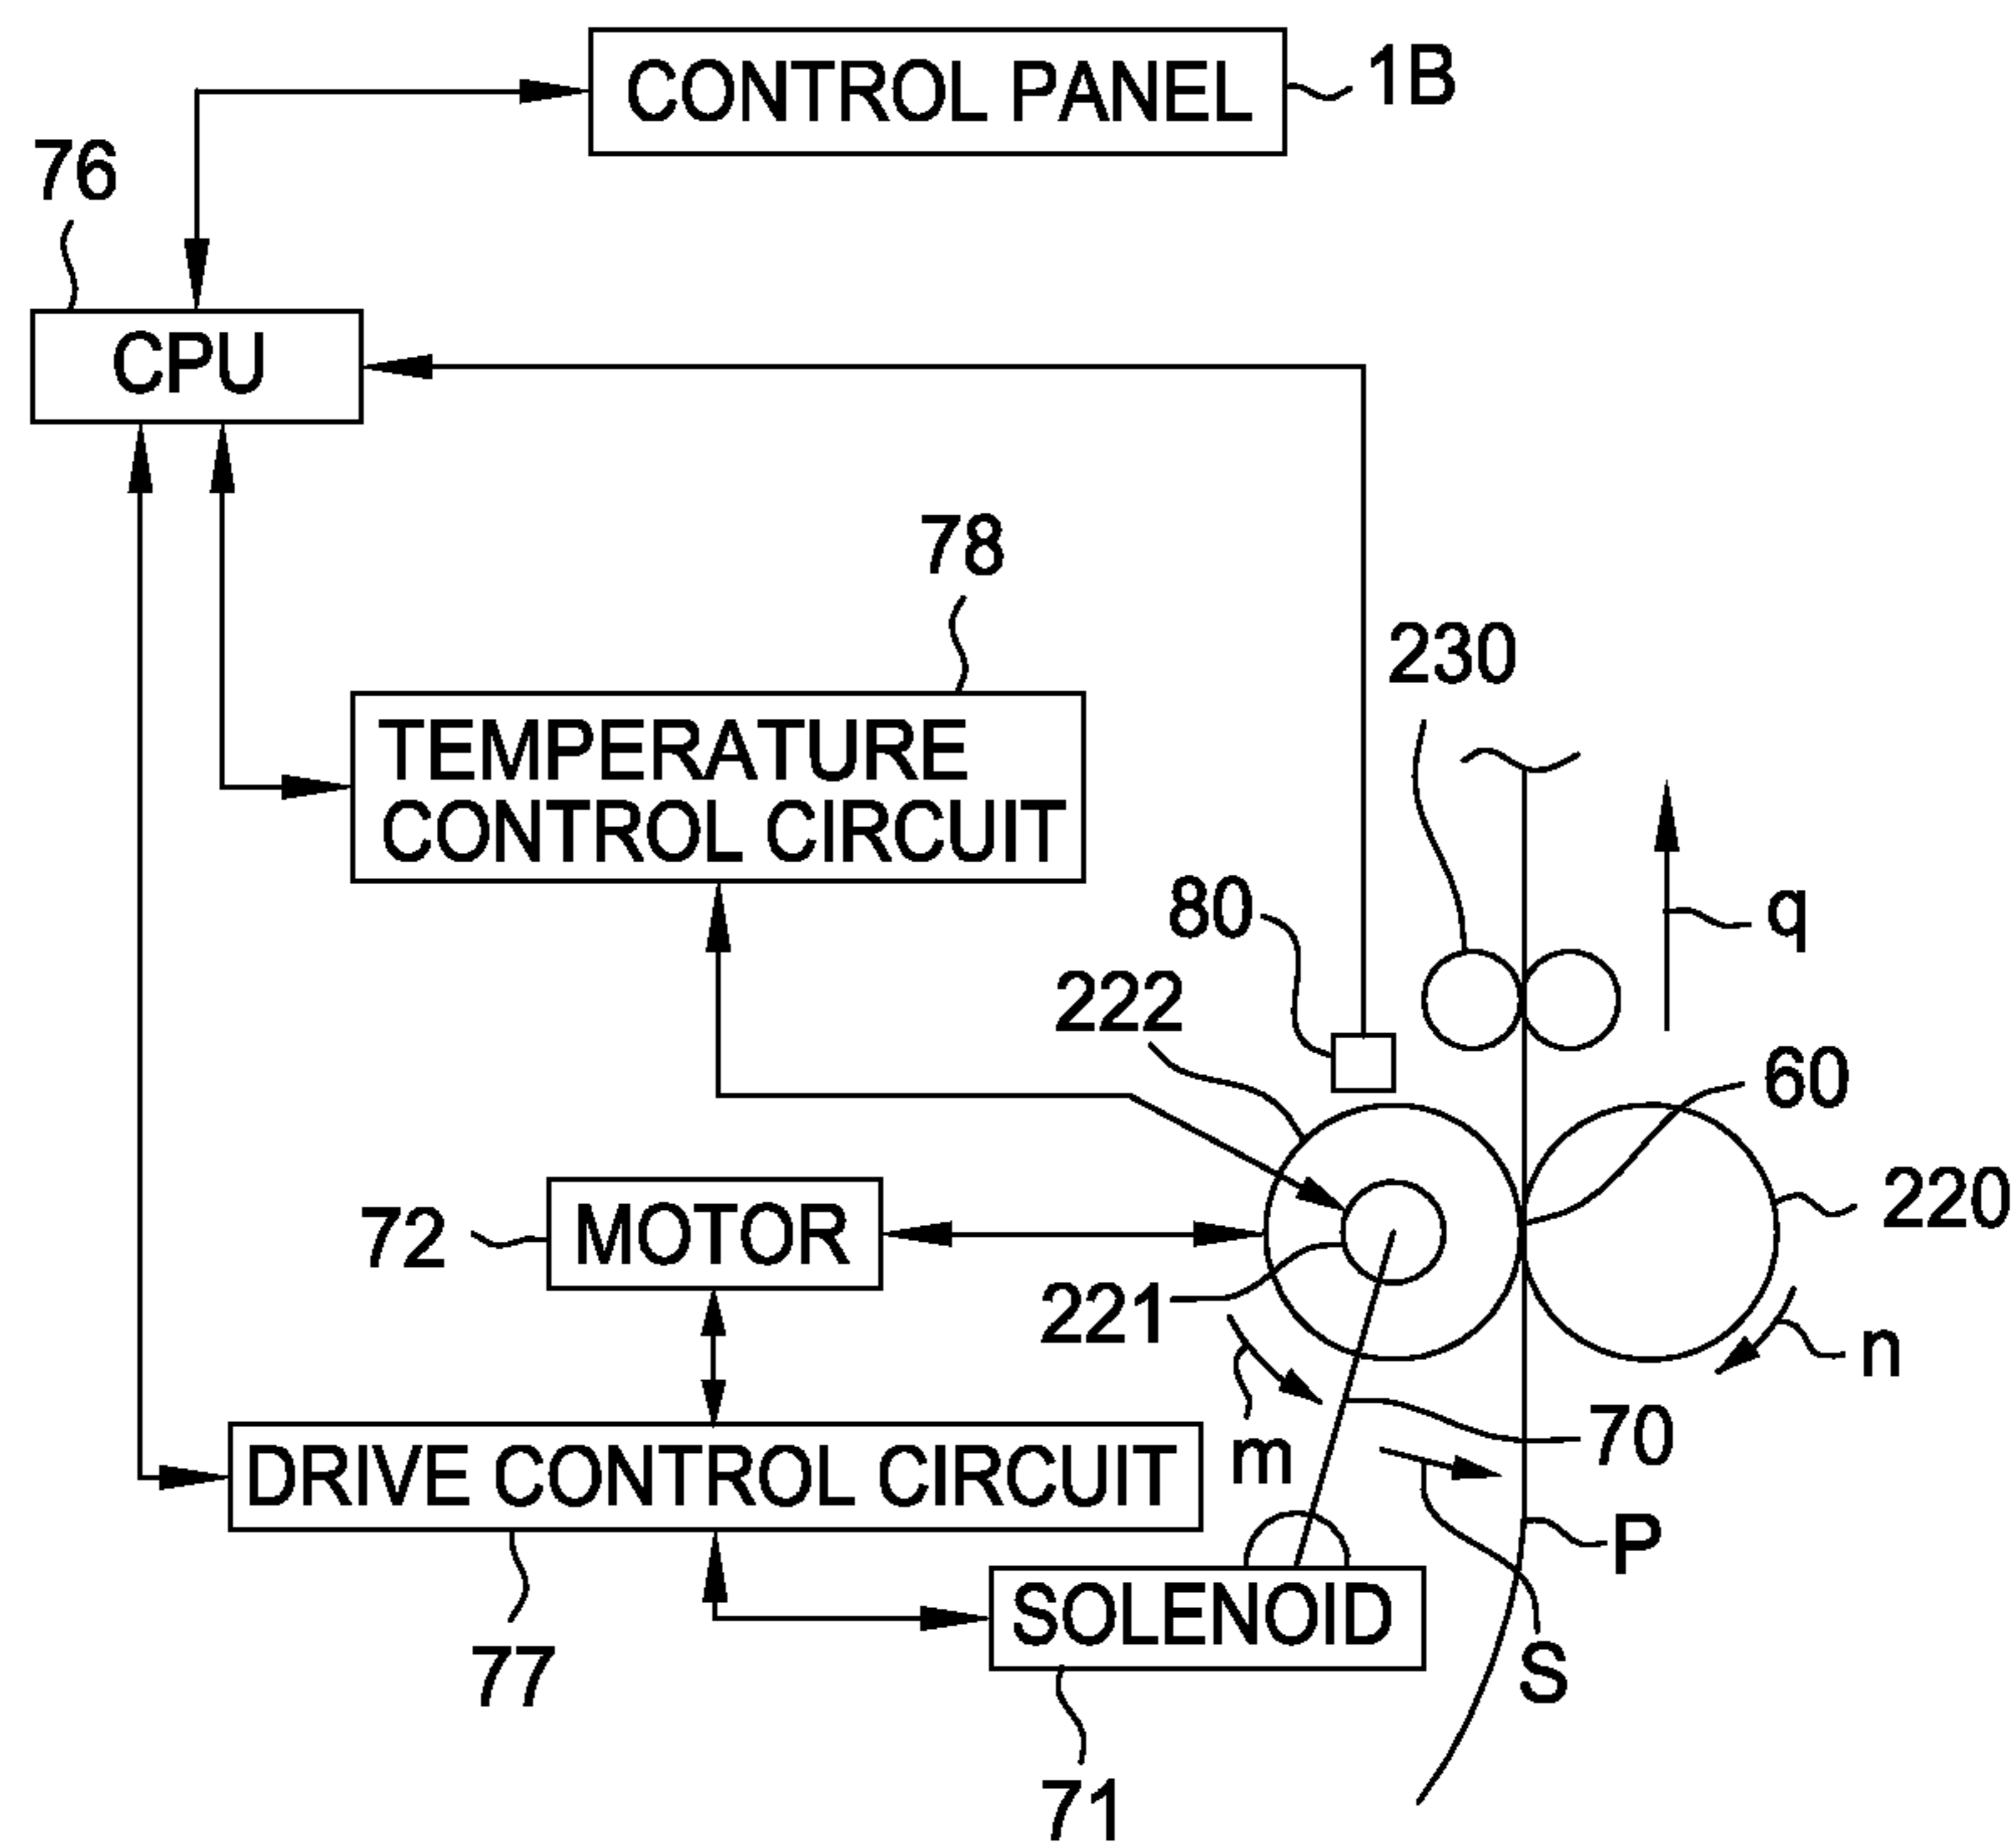 CONTROL PANEL
1B
76
CPU
78
TEMPERATURE
CONTROL CIRCUIT
230
80
q
222
60
72
MOTOR
220
221
n
m
70
DRIVE CONTROL CIRCUIT
P
SOLENOID
77
S
71